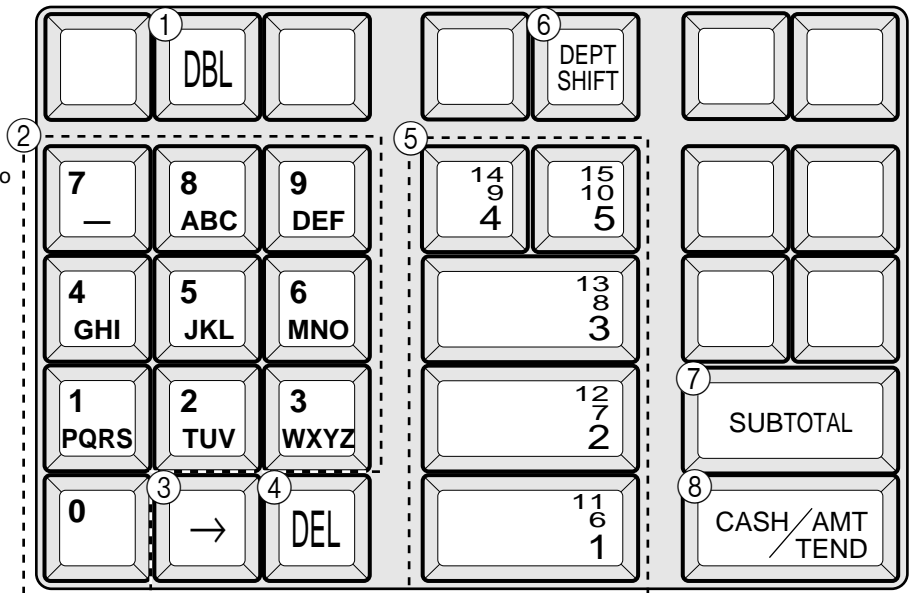 ① ⑥
DBL DEPT
SHIFT
② ⑤
o
7 8 9 14 15
— ABC DEF 9 10
4 5
4 5 6 13
GHI JKL MNO 8
3
⑦
1 2 3 12
PQRS TUV WXYZ 7
2
SUBTOTAL
③ ④ ⑧
0 → DEL 11
6
1
CASH/AMT
TEND